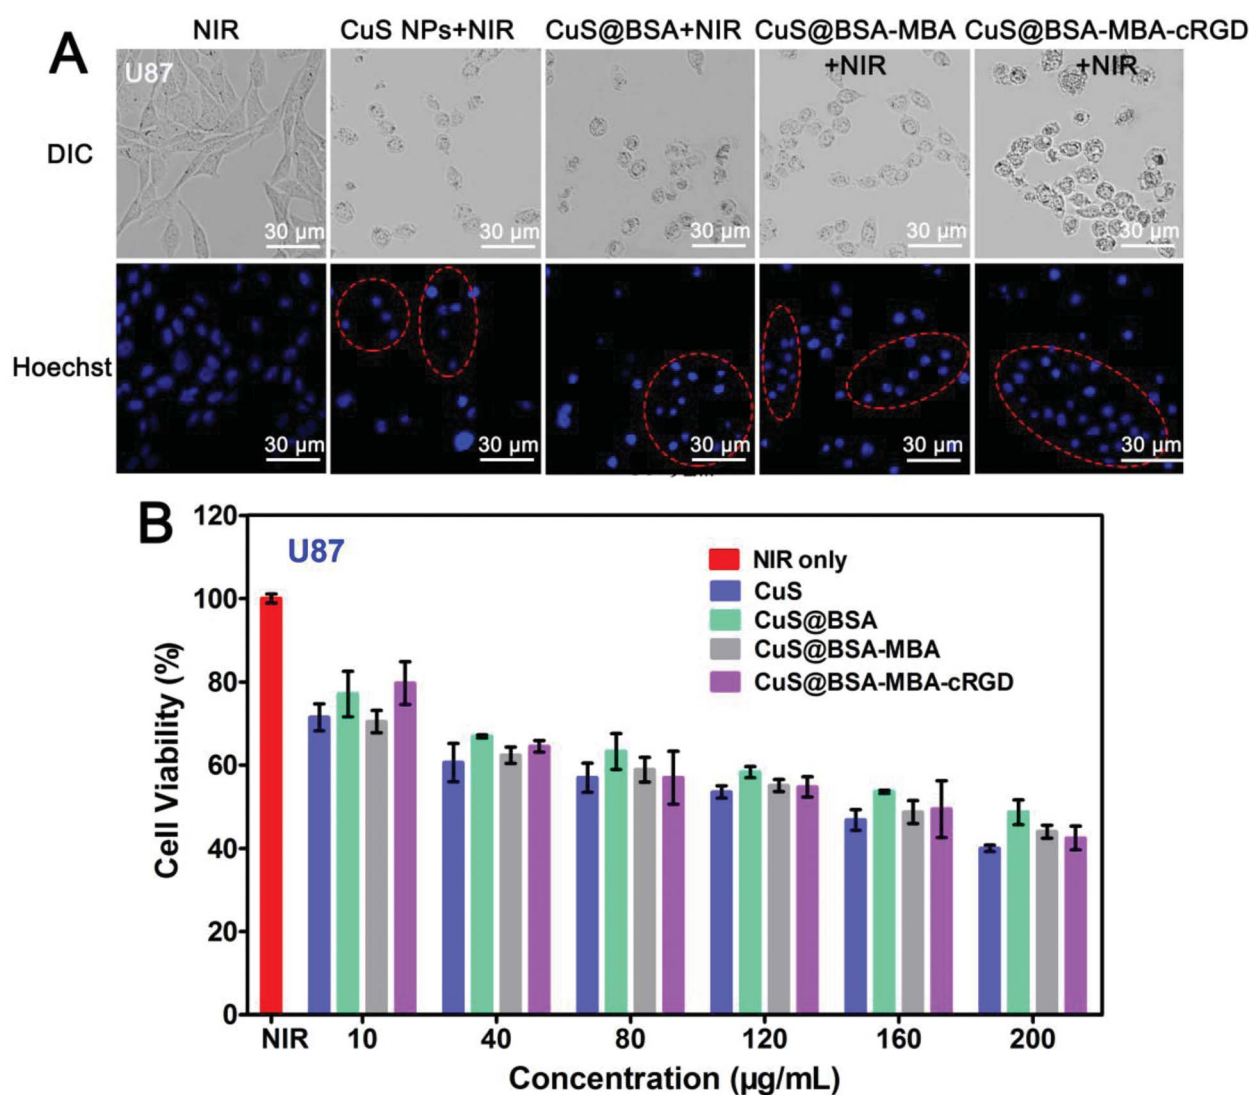 A
NIR
CuS NPs+NIR
CuS@BSA+NIR
CuS@BSA-MBA
+NIR
CuS@BSA-MBA-cRGD
+NIR
U87
DIC
30 µm
30 µm
30 µm
30 µm
30 µm
Hoechst
30 µm
30 µm
30 µm
30 µm
30 µm
B
U87
NIR only
CuS
CuS@BSA
CuS@BSA-MBA
CuS@BSA-MBA-cRGD
Cell Viability (%)
120
100
80
60
40
20
0
NIR 10 40 80 120 160 200
Concentration (µg/mL)